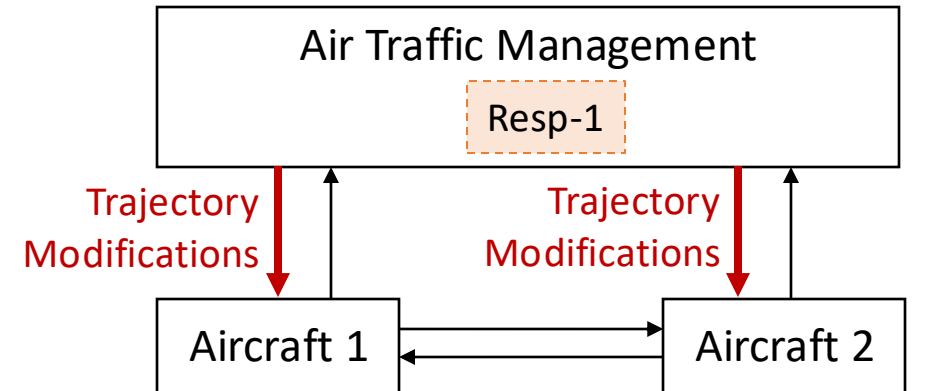 Air Traffic Management
Resp-1
Trajectory
Modifications
Trajectory
Modifications
Aircraft 1
Aircraft 2